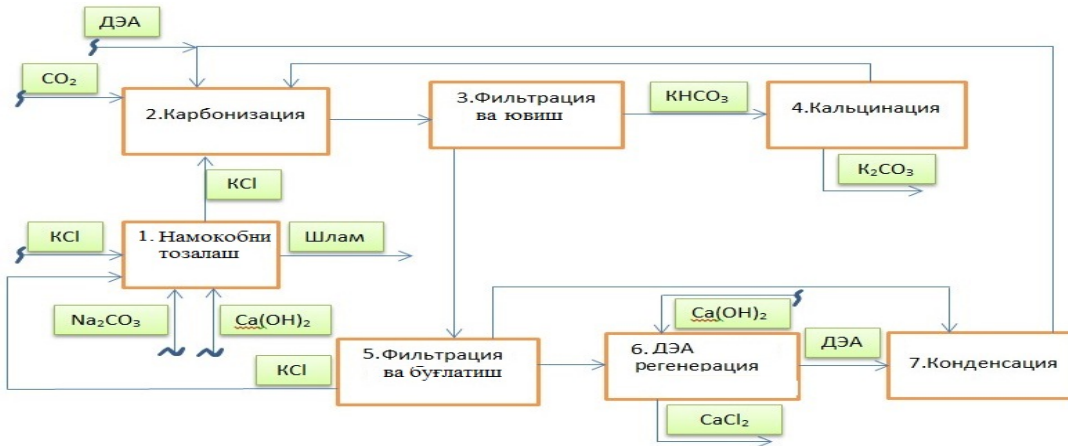 ДЭА
CO₂
2.Карбонизация
3.Фильтрация
ва ювиш
KHCO₃
4.Кальцинация
K₂CO₃
KCl
KCl
1. Намокобни
тозалаш
Шлам
Na₂CO₃
Ca(OH)₂
KCl
5.Фильтрация
ва буғлатиш
Ca(OH)₂
6. ДЭА
регенерация
ДЭА
7.Конденсация
CaCl₂